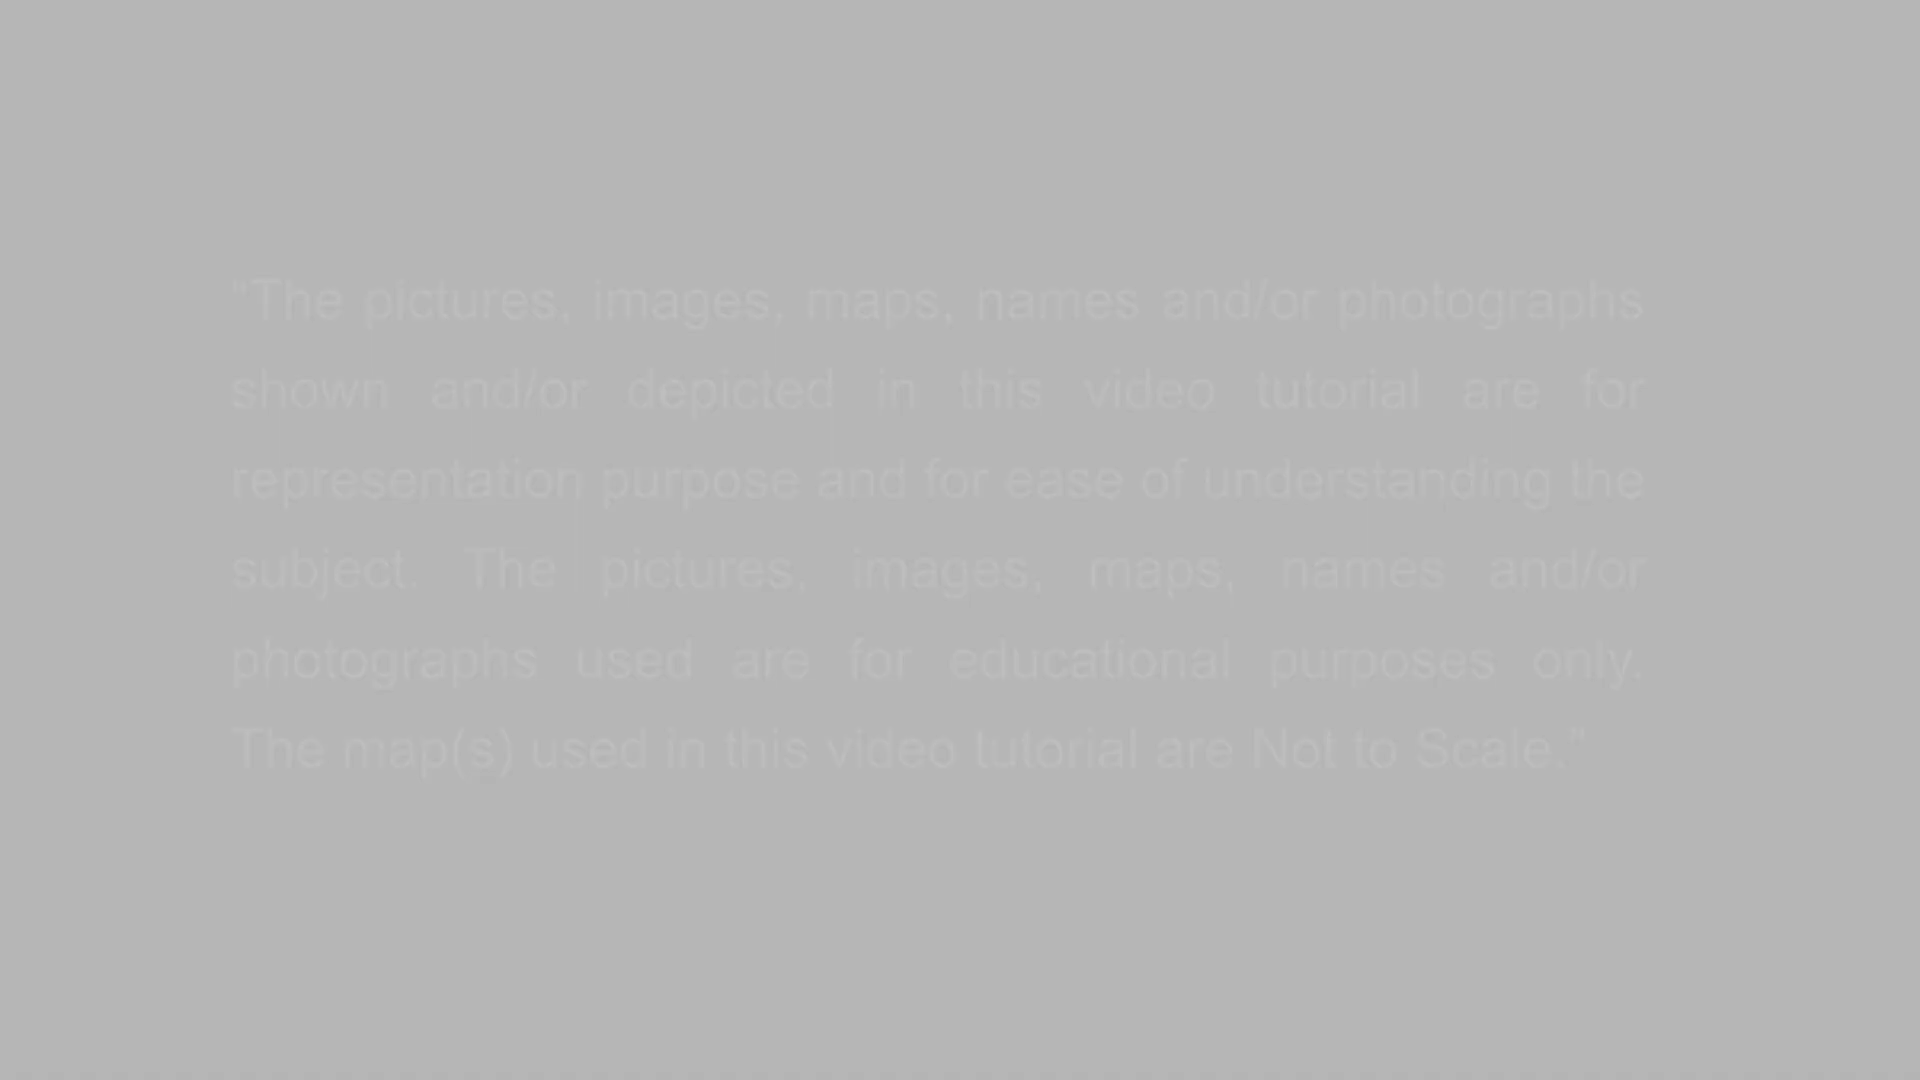 "The pictures, images, maps, names and/or photographs
shown and/or depicted in this video tutorial are for
representation purpose and for ease of understanding the
subject. The pictures, images, maps, names and/or
photographs used are for educational purposes only.
The map(s) used in this video tutorial are Not to Scale."